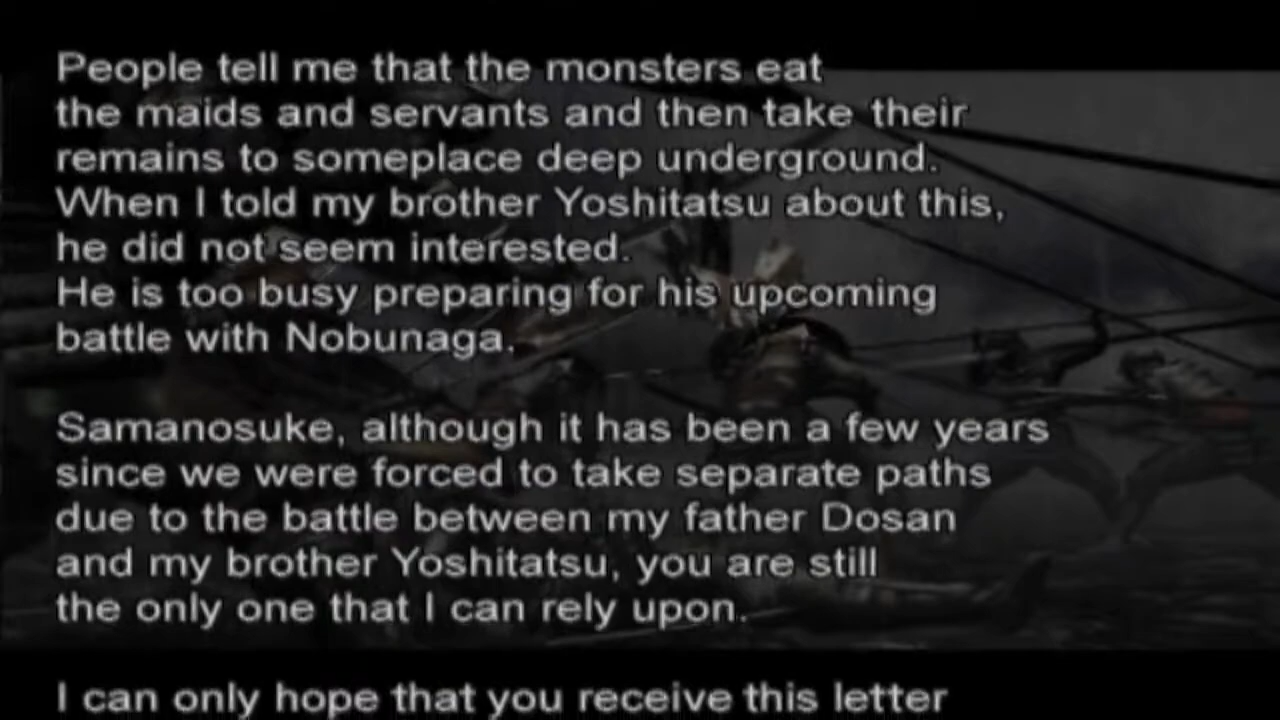 People tell me that the monsters eat
the maids and servants and then take their
remains to someplace deep underground.
When I told my brother Yoshitatsu about this,
he did not seem interested.
He is too busy preparing for his upcoming
battle with Nobunaga.
Samanosuke, although it has been a few years
since we were forced to take separate paths
due to the battle between my father Dosan
and my brother Yoshitatsu, you are still
the only one that I can rely upon.
I can only hope that you receive this letter